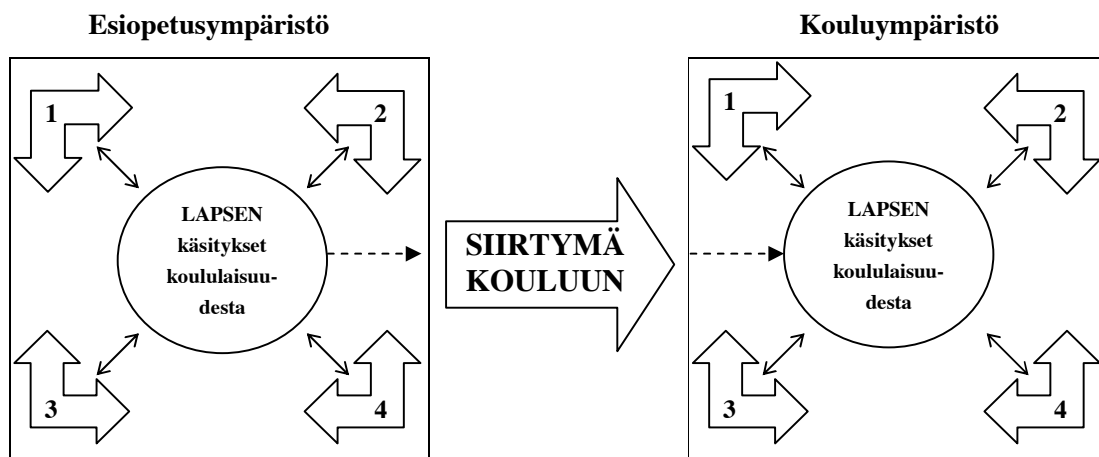 Esiopetusympäristö
Kouluympäristö
1
2
LAPSEN
käsitykset
koululaisuu-
desta
3
4
SIIRTYMÄ
KOULUUN
1
2
LAPSEN
käsitykset
koululaisuu-
desta
3
4